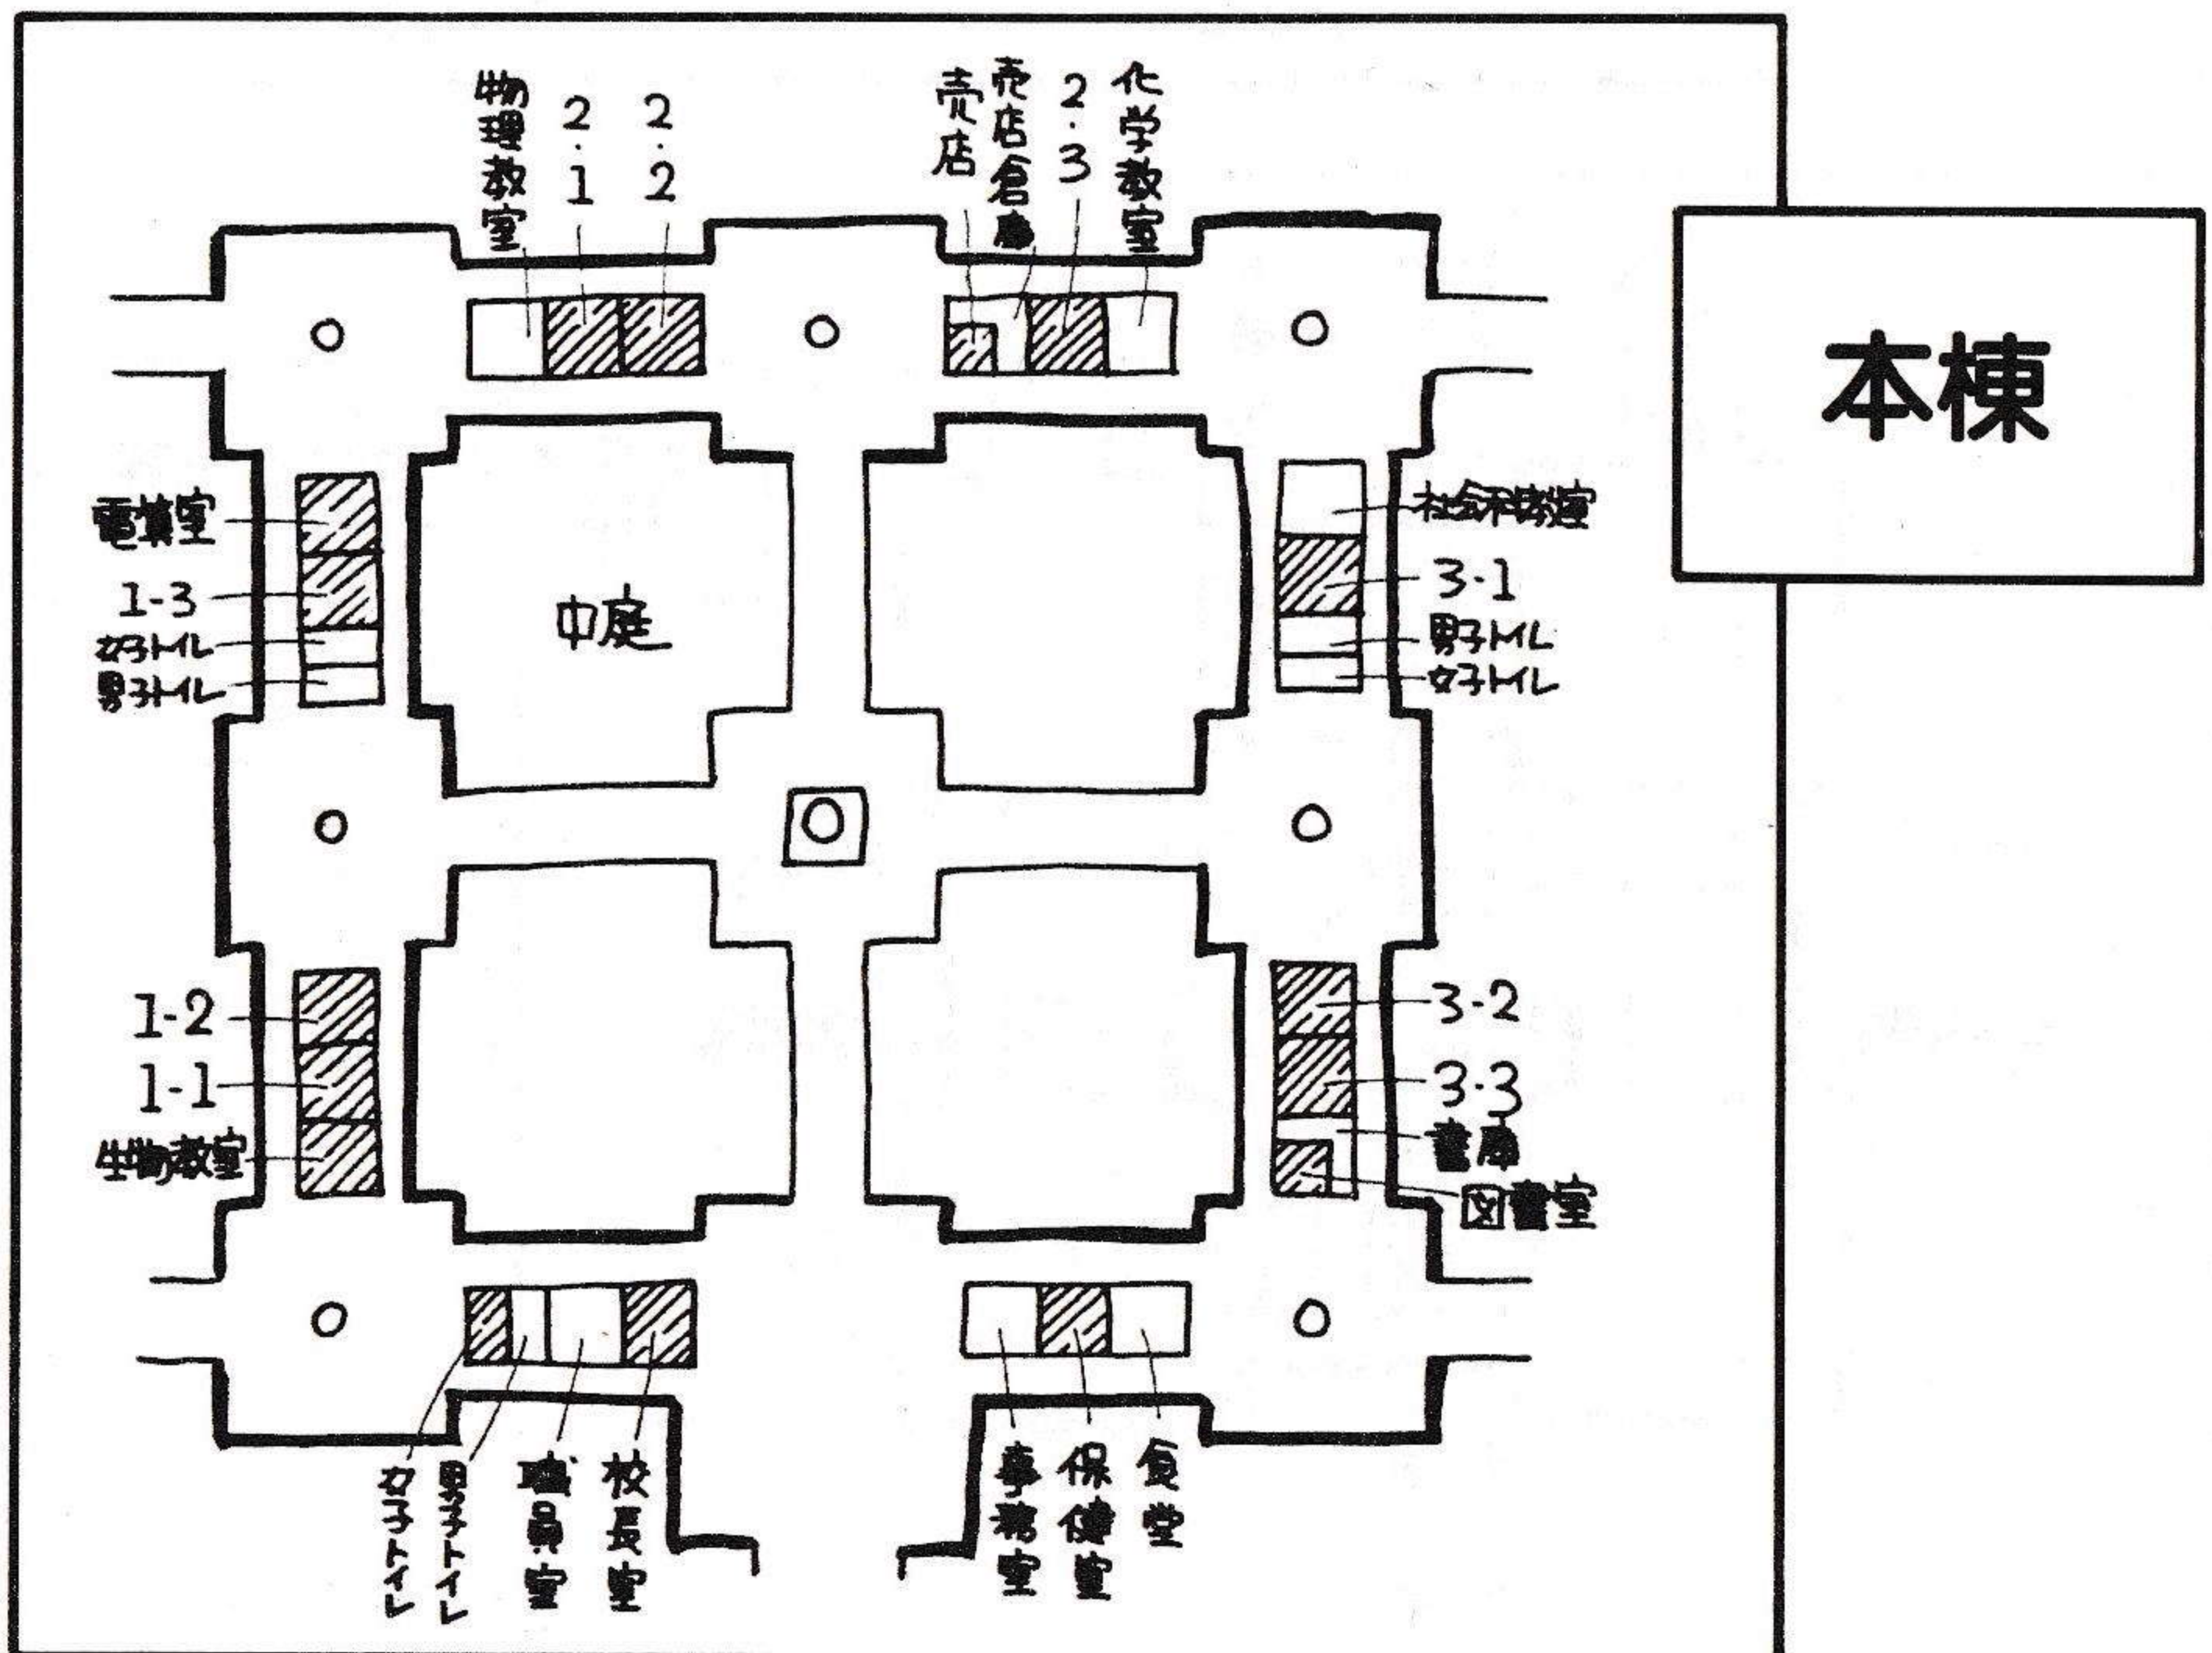 物理教室
2・1
2・2
売店
売店倉庫
2・3
化学教室
本棟
電算室
1-3
女子トイレ
男子トイレ
中庭
社会科教室
3-1
男子トイレ
女子トイレ
1-2
1-1
生物教室
3-2
3-3
書庫
図書室
女子トイレ
男子トイレ
職員室
校長室
事務室
保健室
食堂